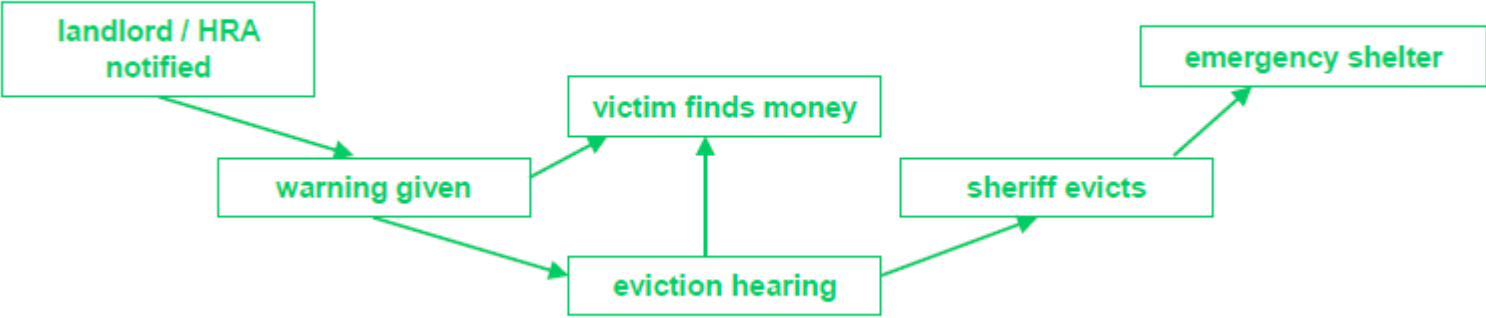 landlord / HRA
notified
emergency shelter
victim finds money
warning given
sheriff evicts
eviction hearing